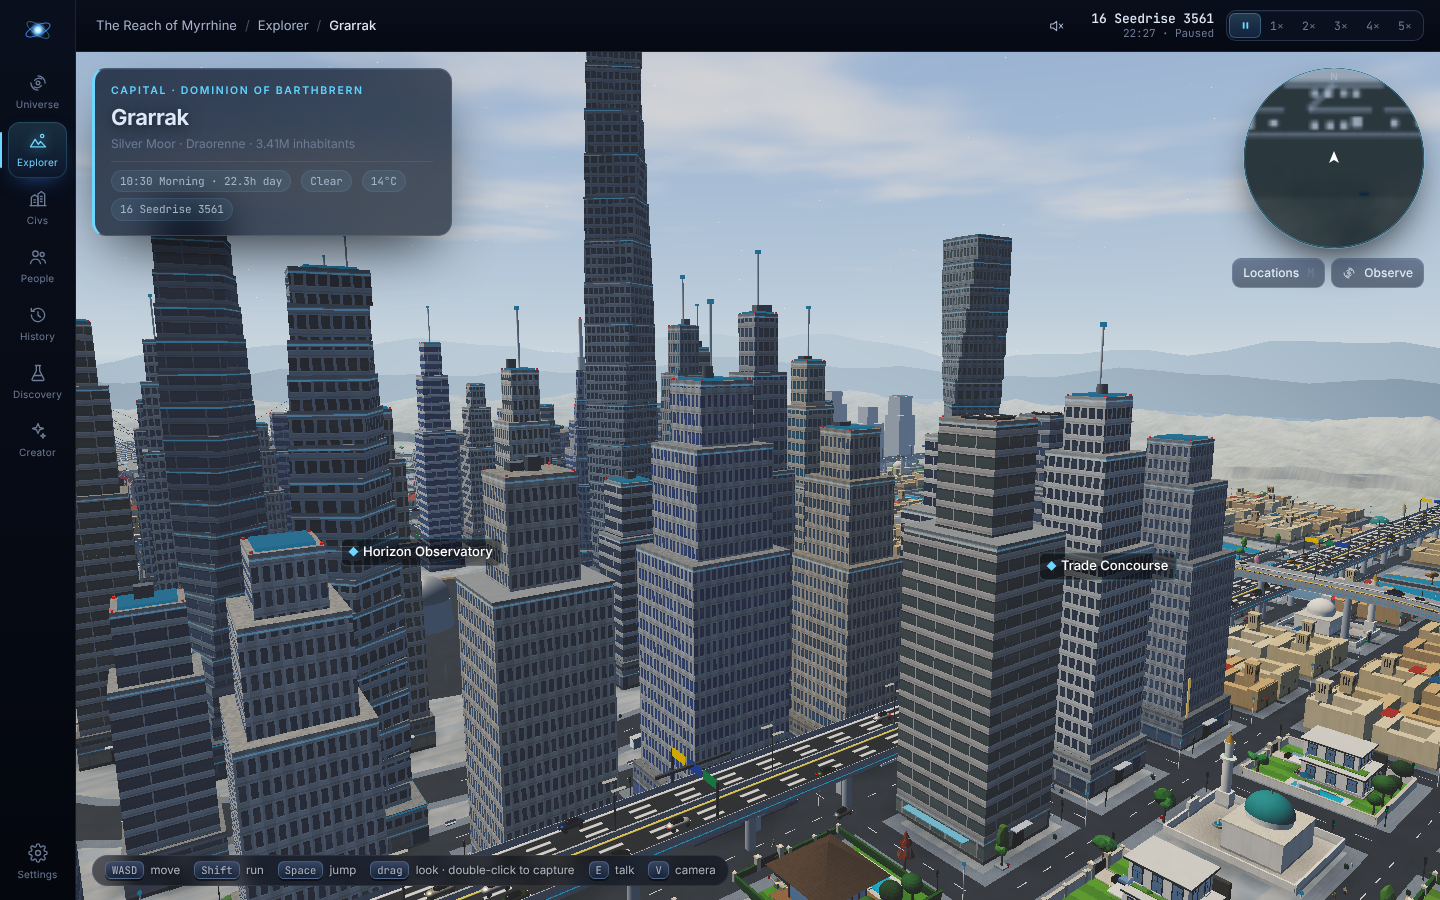 The Reach of Myrrhine / Explorer / Grarrak
16 Seedrise 3561
22:27 · Paused
1×
2×
3×
4×
5×
Universe
Explorer
Civs
People
History
Discovery
Creator
Settings
CAPITAL · DOMINION OF BARTHBRERN
Grarrak
Silver Moor · Draorenne · 3.41M inhabitants
10:30 Morning · 22.3h day
Clear
14°C
16 Seedrise 3561
N
Locations M
Observe
Horizon Observatory
Trade Concourse
WASD move Shift run Space jump drag look · double-click to capture E talk V camera